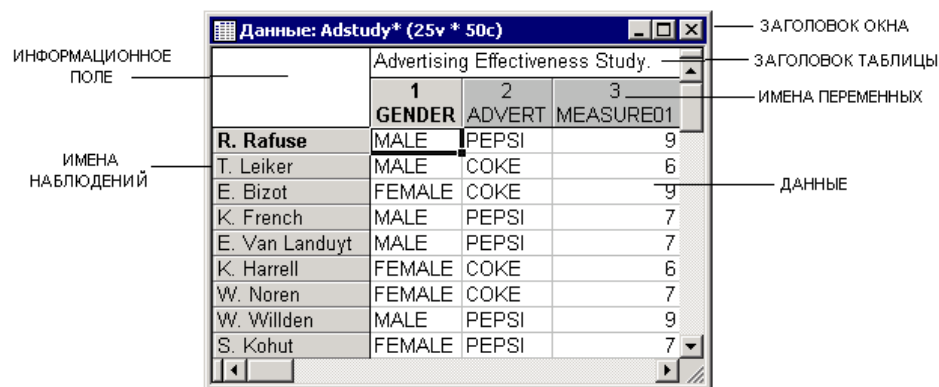 Данные: Adstudy* (25v * 50c)
ЗАГОЛОВОК ОКНА
ИНФОРМАЦИОННОЕ
ПОЛЕ
Advertising Effectiveness Study.
ЗАГОЛОВОК ТАБЛИЦЫ
1 2 3
GENDER ADVERT MEASURE01
ИМЕНА ПЕРЕМЕННЫХ
R. Rafuse MALE PEPSI 9
T. Leiker MALE COKE 6
E. Bizot FEMALE COKE 9
K. French MALE PEPSI 7
E. Van Landuyt MALE PEPSI 7
K. Harrell FEMALE COKE 6
W. Noren FEMALE COKE 7
W. Willden MALE PEPSI 9
S. Kohut FEMALE PEPSI 7
ИМЕНА
НАБЛЮДЕНИЙ
ДАННЫЕ